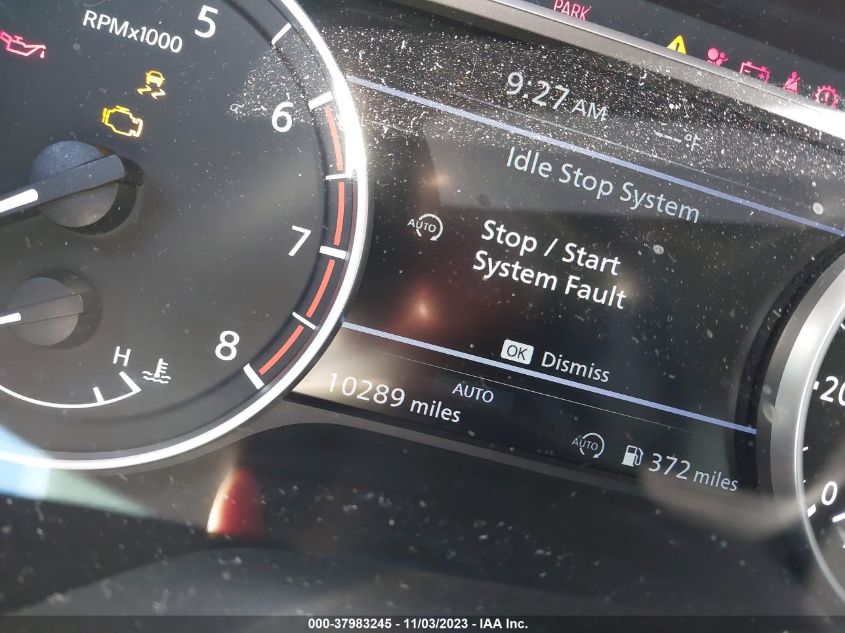 PARK
5
RPMx1000
6
7
8
H
9:27 AM
--- °F
Idle Stop System
AUTO
Stop / Start
System Fault
OK Dismiss
10289 miles
AUTO
AUTO
372 miles
20
0
000-37983245 - 11/03/2023 - IAA Inc.